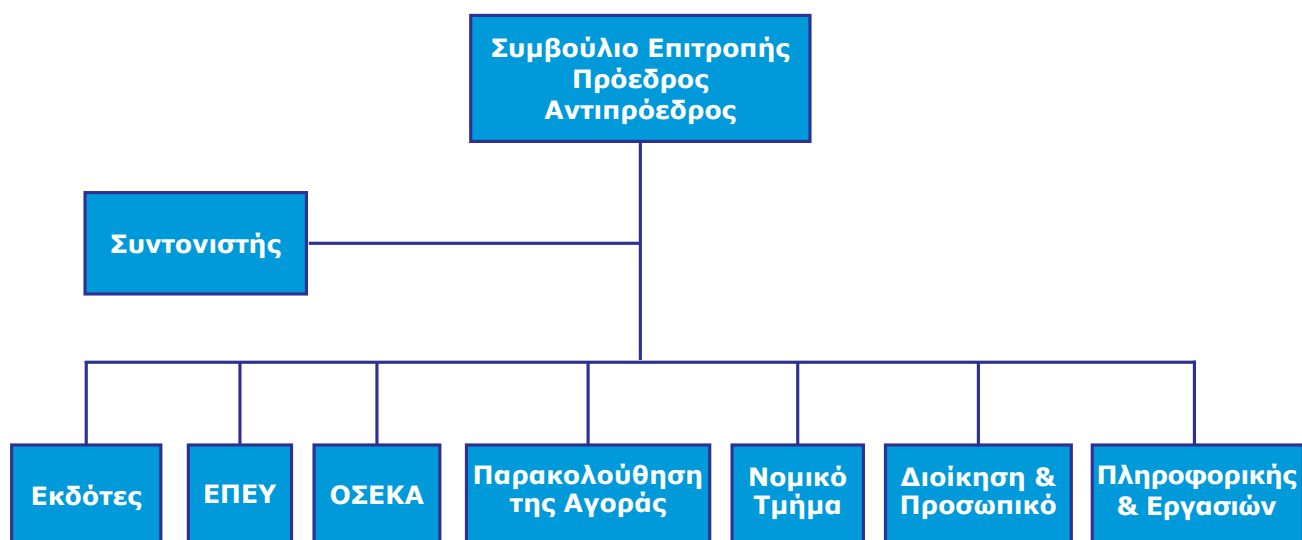 Συμβούλιο Επιτροπής
Πρόεδρος
Αντιπρόεδρος
Συντονιστής
Εκδότες
ΕΠΕΥ
ΟΣΕΚΑ
Παρακολούθηση
της Αγοράς
Νομικό
Τμήμα
Διοίκηση &
Προσωπικό
Πληροφορικής
& Εργασιών